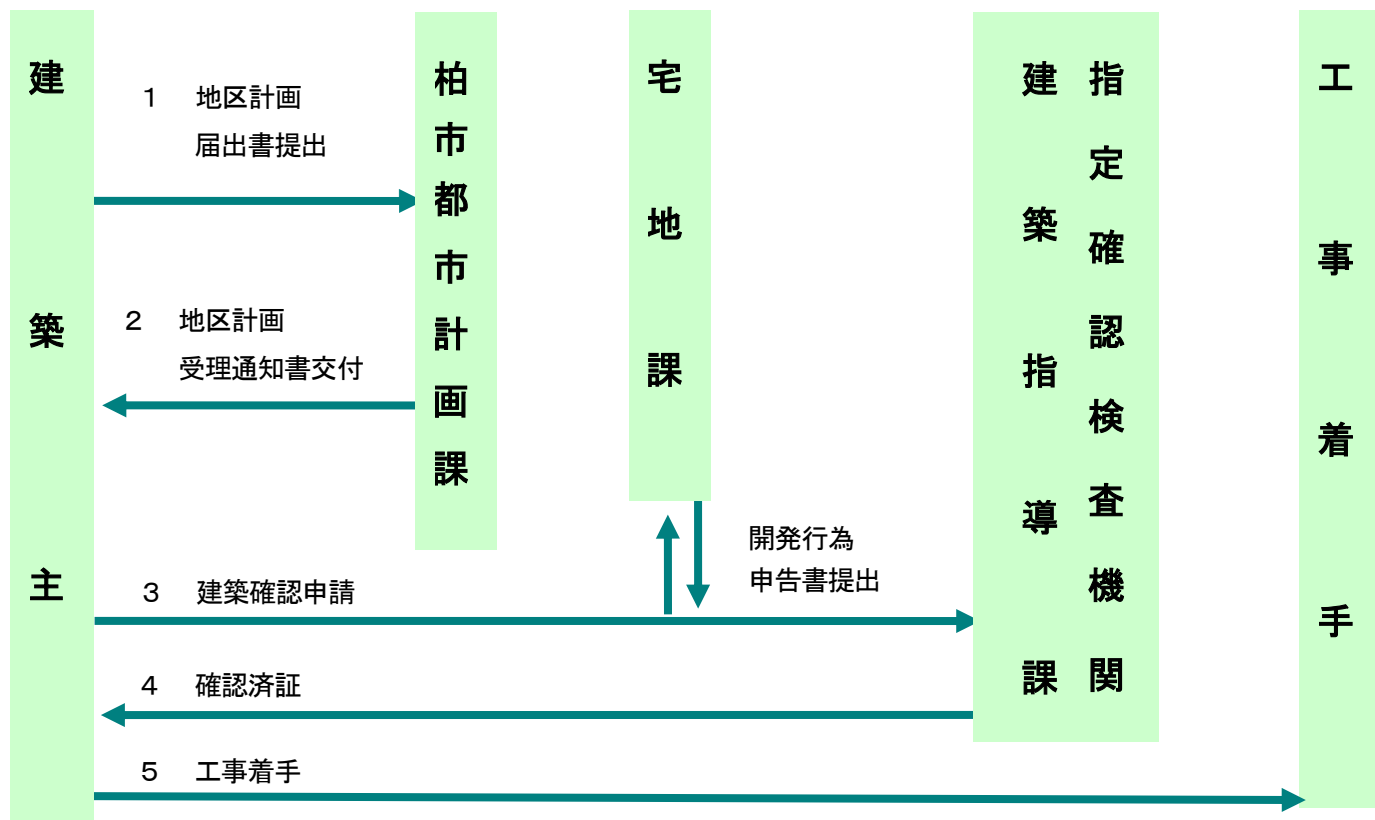 建築主
1 地区計画
届出書提出
2 地区計画
受理通知書交付
柏市都市計画課
宅地課
開発行為
申告書提出
3 建築確認申請
4 確認済証
5 工事着手
指定確認検査機関
建築指導課
工事着手